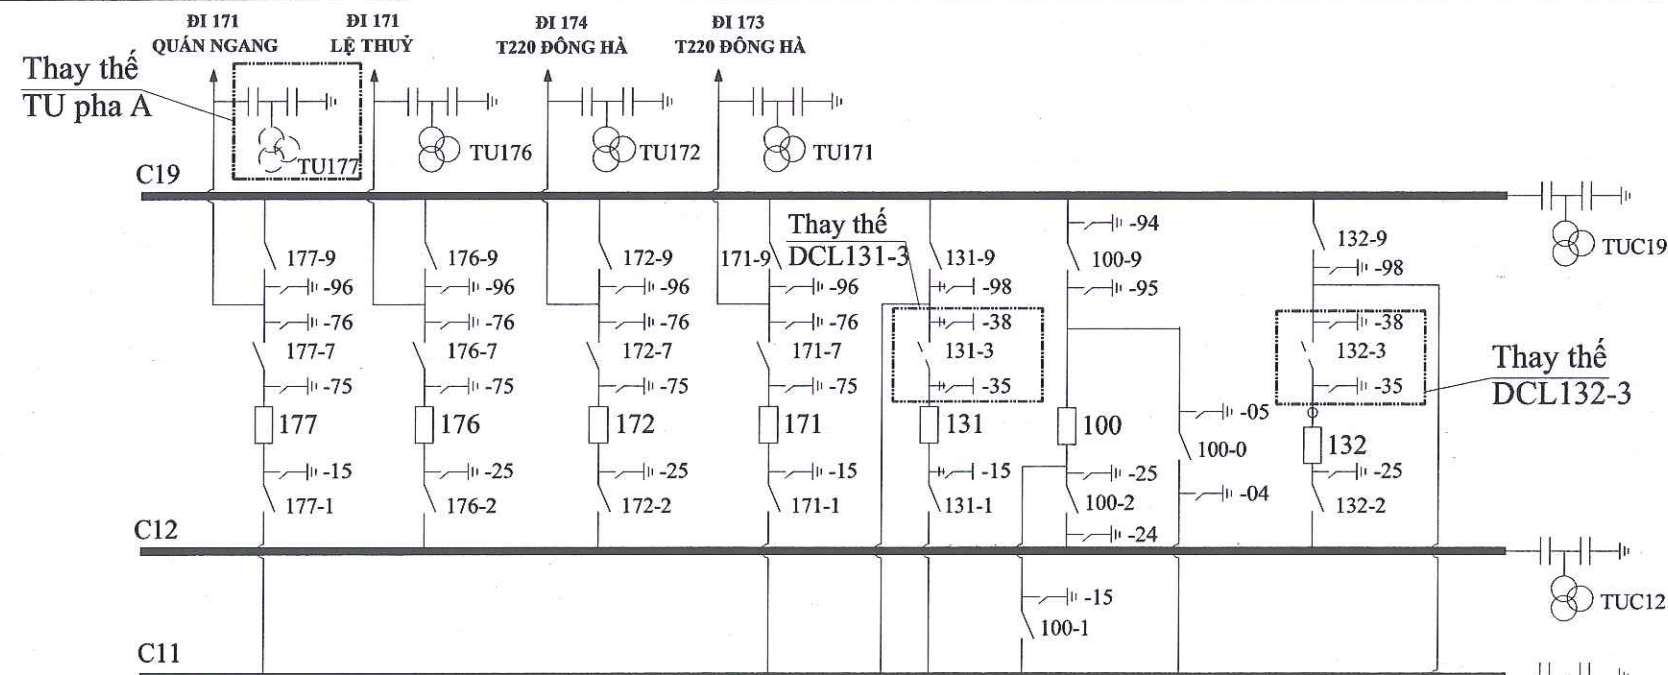 ĐI 171
QUÁN NGANG
ĐI 171
LỆ THUỶ
ĐI 174
T220 ĐÔNG HÀ
ĐI 173
T220 ĐÔNG HÀ
Thay thế
TU pha A
TU177
TU176
TU172
TU171
C19
TUC19
Thay thế
DCL131-3
177-9
-96
-76
177-7
-75
177
-15
177-1
176-9
-96
-76
176-7
-75
176
-25
176-2
172-9
-96
-76
172-7
-75
172
-25
172-2
171-9
-96
-76
171-7
-75
171
-15
171-1
131-9
-98
-38
131-3
-35
131
-15
131-1
-94
100-9
-95
100
-25
100-2
-24
-05
100-0
-04
132-9
-98
-38
132-3
-35
132
-25
132-2
Thay thế
DCL132-3
C12
TUC12
-15
100-1
C11